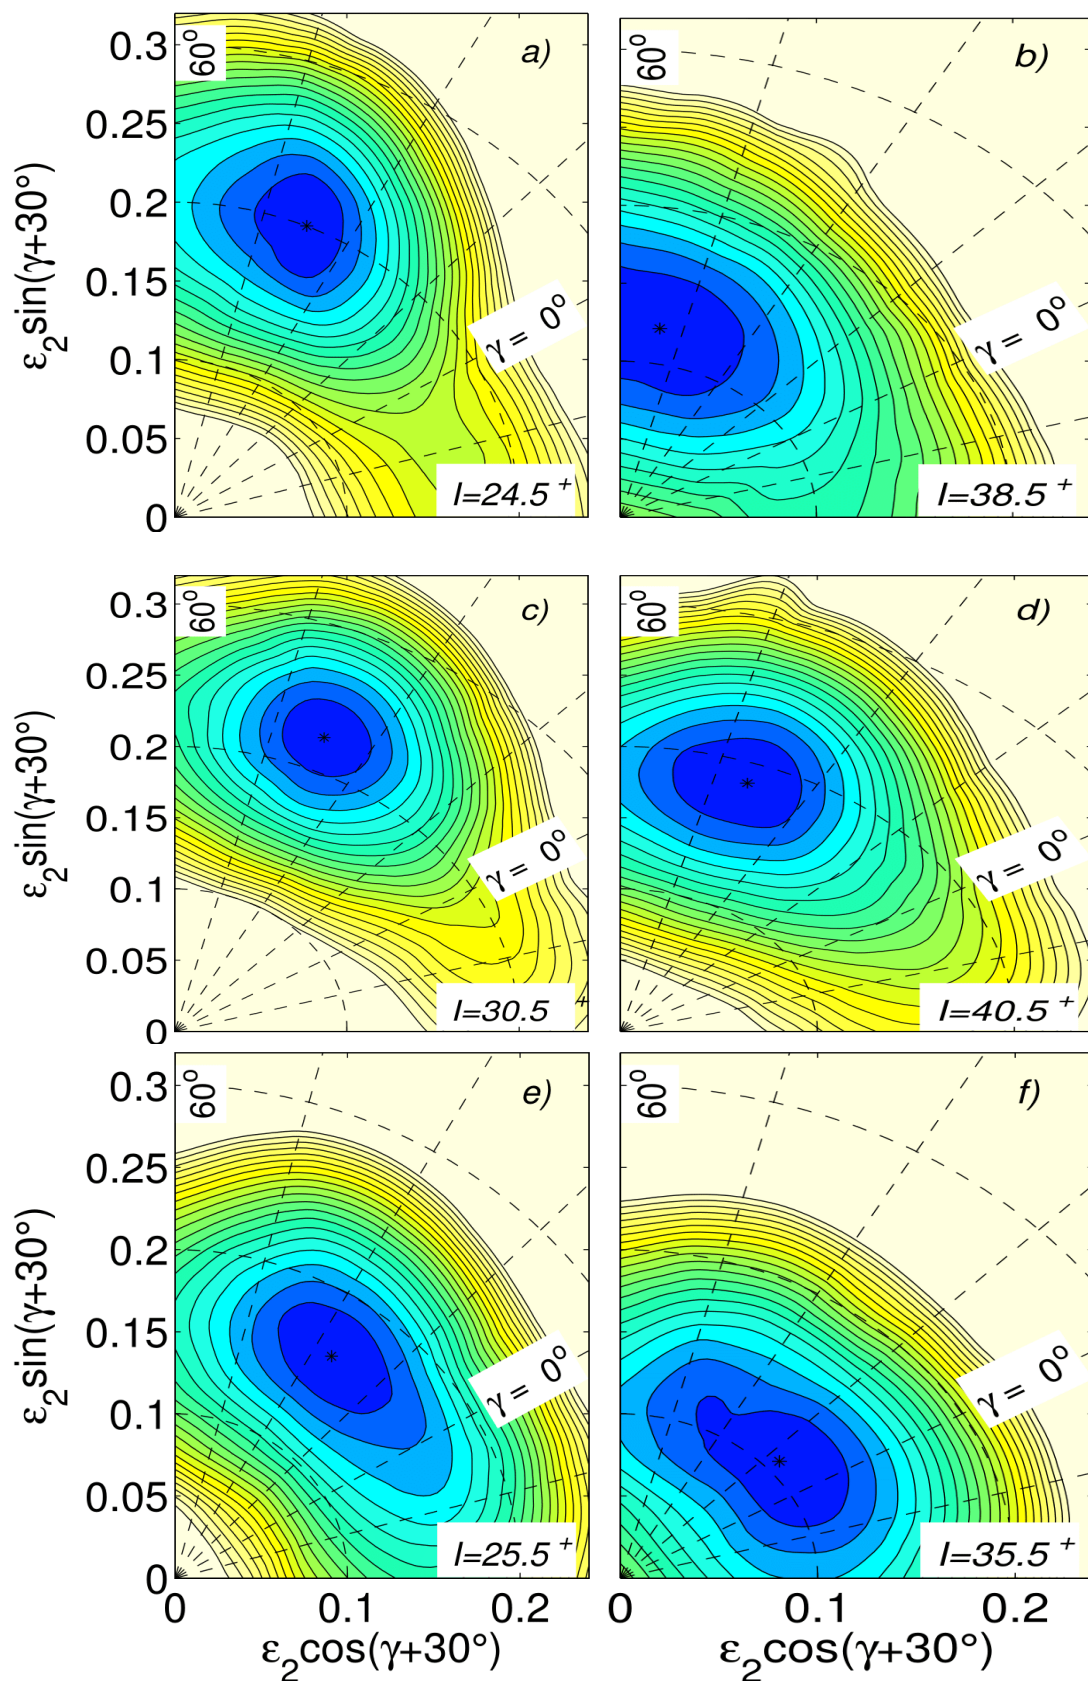 0.3
60°
a)
60°
b)
0.25
0.2
ε₂sin(γ+30°)
0.15
γ = 0°
γ = 0°
0.1
0.05
0
I=24.5 +
I=38.5 +
0.3
60°
c)
60°
d)
0.25
0.2
ε₂sin(γ+30°)
0.15
γ = 0°
γ = 0°
0.1
0.05
0
I=30.5 +
I=40.5 +
0.3
60°
e)
60°
f)
0.25
0.2
ε₂sin(γ+30°)
0.15
γ = 0°
γ = 0°
0.1
0.05
0
I=25.5 +
I=35.5 +
0 0.1 0.2
0 0.1 0.2
ε₂cos(γ+30°)
ε₂cos(γ+30°)